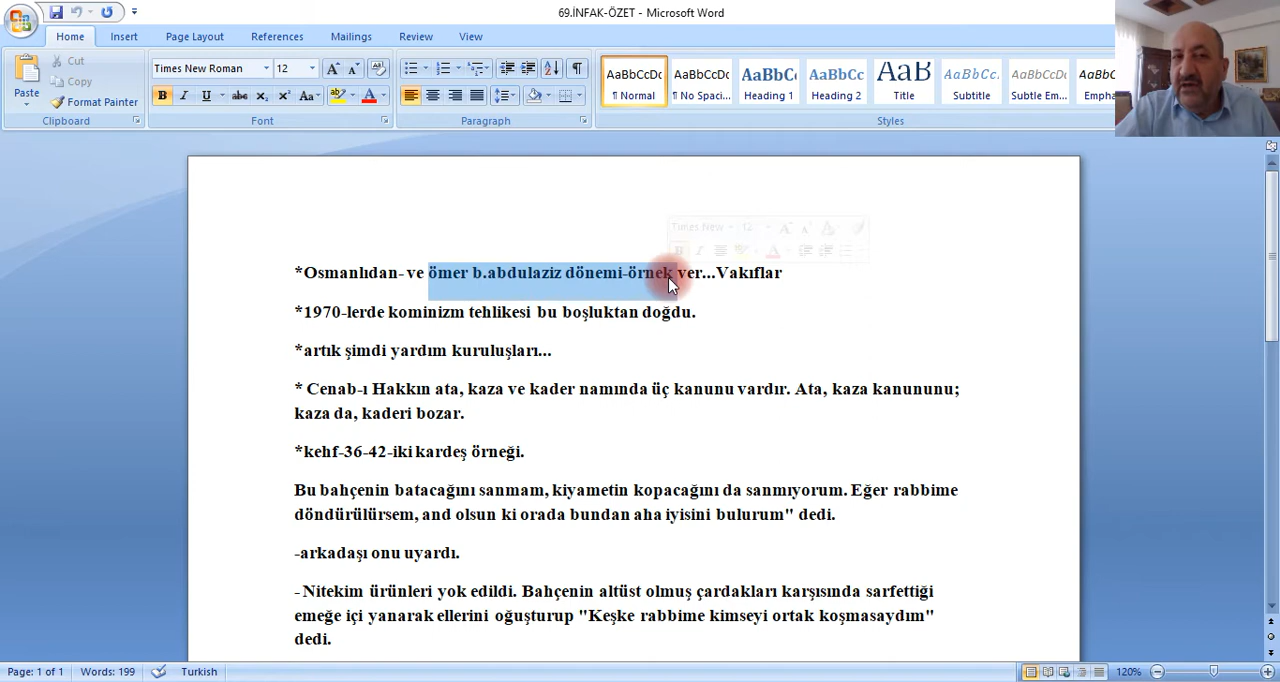 69.İNFAK-ÖZET - Microsoft Word
Home Insert Page Layout References Mailings Review View
Paste Cut Copy Format Painter Clipboard
Times New Roman 12 Font
Paragraph
AaBbCcDc AaBbCcDc AaBbC AaBbCc AaB AaBbCc. AaBbCcDc AaBbCc
¶ Normal ¶ No Spaci... Heading 1 Heading 2 Title Subtitle Subtle Em... Empha
Styles
Times New 12
*Osmanlıdan- ve ömer b.abdulaziz dönemi-örnek ver...Vakıflar
*1970-lerde kominizm tehlikesi bu boşluktan doğdu.
*artık şimdi yardım kuruluşları...
* Cenab-ı Hakkın ata, kaza ve kader namında üç kanunu vardır. Ata, kaza kanununu;
kaza da, kaderi bozar.
*kehf-36-42-iki kardeş örneği.
Bu bahçenin batacağını sanmam, kiyametin kopacağını da sanmıyorum. Eğer rabbime
döndürülürsem, and olsun ki orada bundan aha iyisini bulurum" dedi.
-arkadaşı onu uyardı.
- Nitekim ürünleri yok edildi. Bahçenin altüst olmuş çardakları karşısında sarfettiği
emeğe içi yanarak ellerini oğuşturup "Keşke rabbime kimseyi ortak koşmasaydım"
dedi.
Page: 1 of 1 Words: 199 Turkish 120%